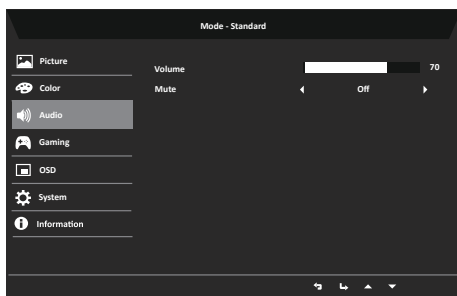 Mode - Standard
Picture
Volume 70
Color
Mute Off
Audio
Gaming
OSD
System
Information